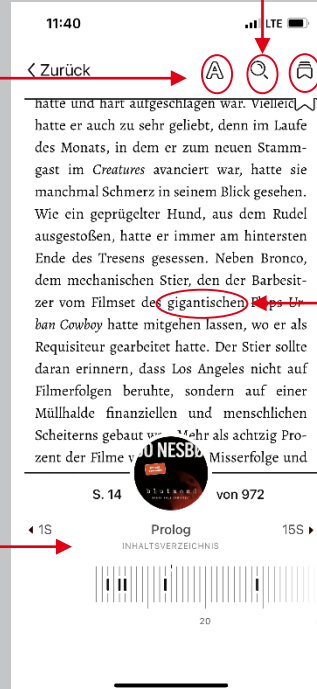 11:40 LTE
Zurück A
hatte und hart aufgeschlagen war.
hatte er auch zu sehr geliebt, denn im Laufe
des Monats, in dem er zum neuen Stamm-
gast im Creatures avanciert war, hatte sie
manchmal Schmerz in seinem Blick gesehen.
Wie ein geprügelter Hund, aus dem Rudel
ausgestoßen, hatte er immer am hintersten
Ende des Tresens gesessen. Neben Bronco,
dem mechanischen Stier, den der Barbesit-
zer vom Filmset des gigantischen Flops Ur-
ban Cowboy hatte mitgehen lassen, wo er als
Requisiteur gearbeitet hatte. Der Stier sollte
daran erinnern, dass Los Angeles nicht auf
Filmerfolgen beruhte, sondern auf einer
Müllhalde finanziellen und menschlichen
Scheiterns gebaut Mehr als achtzig Pro-
zent der Filme Misserfolge und
JO NESBØ
blutmond
S. 14 von 972
1S Prolog 15S
INHALTSVERZEICHNIS
20